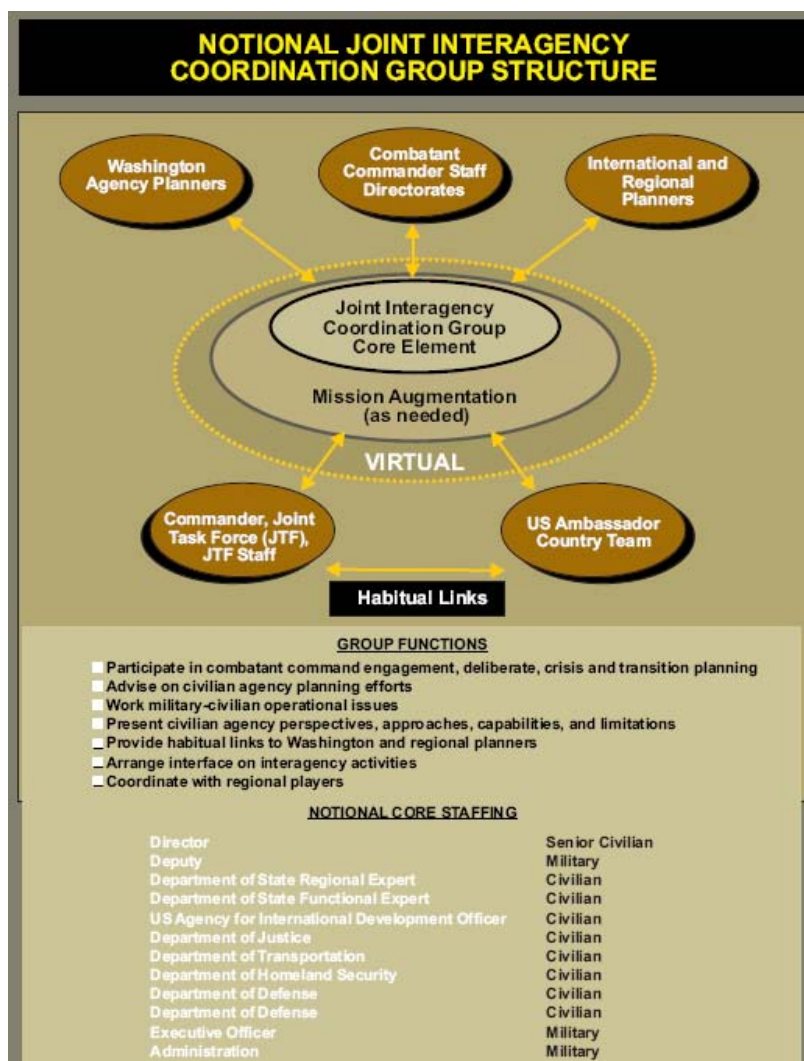 NOTIONAL JOINT INTERAGENCY
COORDINATION GROUP STRUCTURE
Washington
Agency Planners
Combatant
Commander Staff
Directorates
International and
Regional
Planners
Joint Interagency
Coordination Group
Core Element
Mission Augmentation
(as needed)
VIRTUAL
Commander, Joint
Task Force (JTF),
JTF Staff
US Ambassador
Country Team
Habitual Links
GROUP FUNCTIONS
Participate in combatant command engagement, deliberate, crisis and transition planning
Advise on civilian agency planning efforts
Work military-civilian operational issues
Present civilian agency perspectives, approaches, capabilities, and limitations
Provide habitual links to Washington and regional planners
Arrange interface on interagency activities
Coordinate with regional players
NOTIONAL CORE STAFFING
Director Senior Civilian
Deputy Military
Department of State Regional Expert Civilian
Department of State Functional Expert Civilian
US Agency for International Development Officer Civilian
Department of Justice Civilian
Department of Transportation Civilian
Department of Homeland Security Civilian
Department of Defense Civilian
Department of Defense Civilian
Executive Officer Military
Administration Military